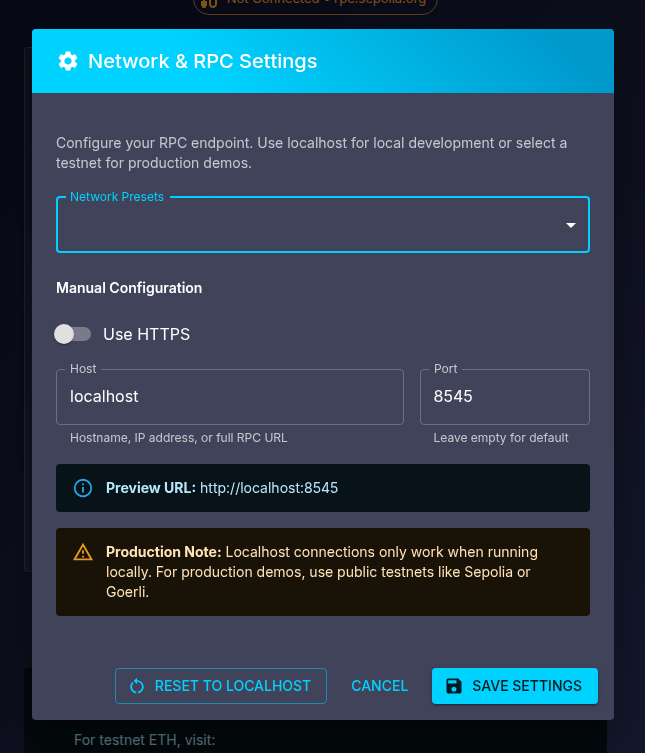 Not Connected • rpc.sepolia.org
Network & RPC Settings
Configure your RPC endpoint. Use localhost for local development or select a
testnet for production demos.
Network Presets
Manual Configuration
Use HTTPS
Host
Port
localhost
8545
Hostname, IP address, or full RPC URL
Leave empty for default
Preview URL: http://localhost:8545
Production Note: Localhost connections only work when running
locally. For production demos, use public testnets like Sepolia or
Goerli.
RESET TO LOCALHOST
CANCEL
SAVE SETTINGS
For testnet ETH, visit: